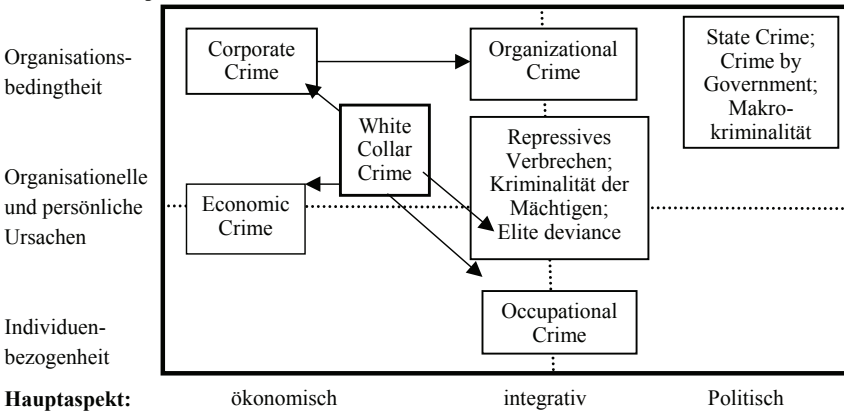 Organisations-
bedingtheit
Corporate
Crime
Organizational
Crime
State Crime;
Crime by
Government;
Makro-
kriminalität
White
Collar
Crime
Repressives
Verbrechen;
Kriminalität der
Mächtigen;
Elite deviance
Organisationelle
und persönliche
Ursachen
Economic
Crime
Individuen-
bezogenheit
Occupational
Crime
Hauptaspekt: ökonomisch integrativ Politisch